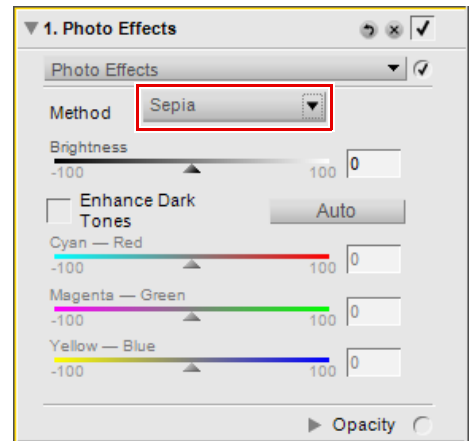 1. Photo Effects
Photo Effects
Method Sepia
Brightness
-100 100 0
Enhance Dark
Tones
Auto
Cyan — Red
-100 100 0
Magenta — Green
-100 100 0
Yellow — Blue
-100 100 0
Opacity